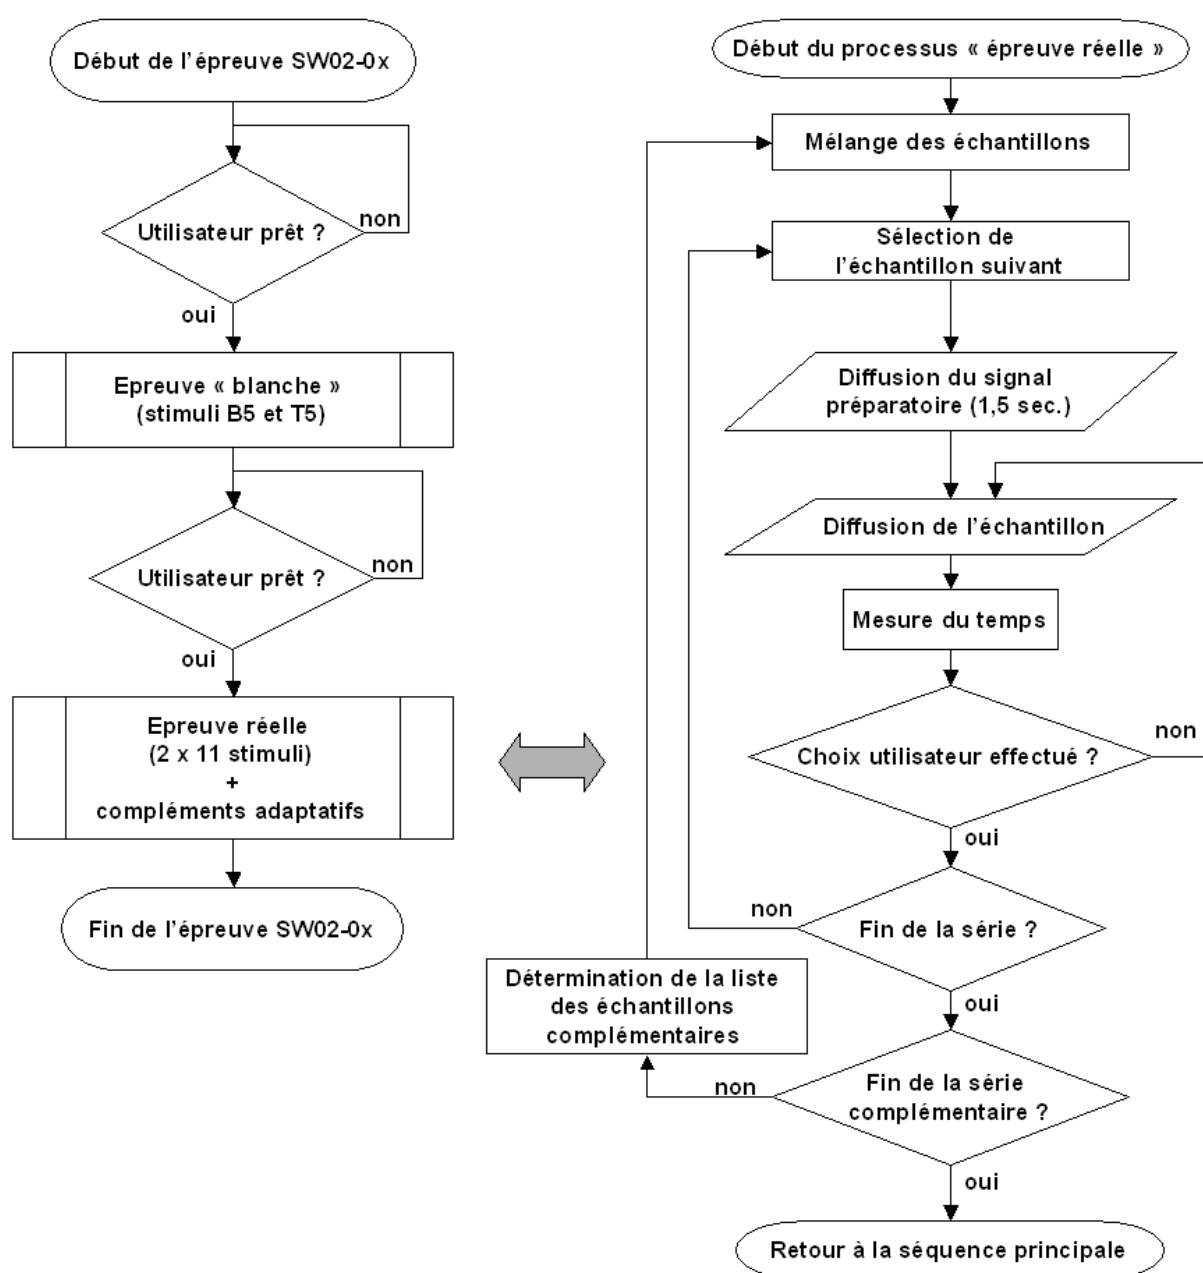 Début de l'épreuve SW02-0x
Utilisateur prêt ?
non
oui
Epreuve « blanche »
(stimuli B5 et T5)
Utilisateur prêt ?
non
oui
Epreuve réelle
(2 x 11 stimuli)
+
compléments adaptatifs
Fin de l'épreuve SW02-0x
Début du processus « épreuve réelle »
Mélange des échantillons
Sélection de
l'échantillon suivant
Diffusion du signal
préparatoire (1,5 sec.)
Diffusion de l'échantillon
Mesure du temps
Choix utilisateur effectué ?
non
oui
Fin de la série ?
non
oui
Détermination de la liste
des échantillons
complémentaires
Fin de la série
complémentaire ?
non
oui
Retour à la séquence principale